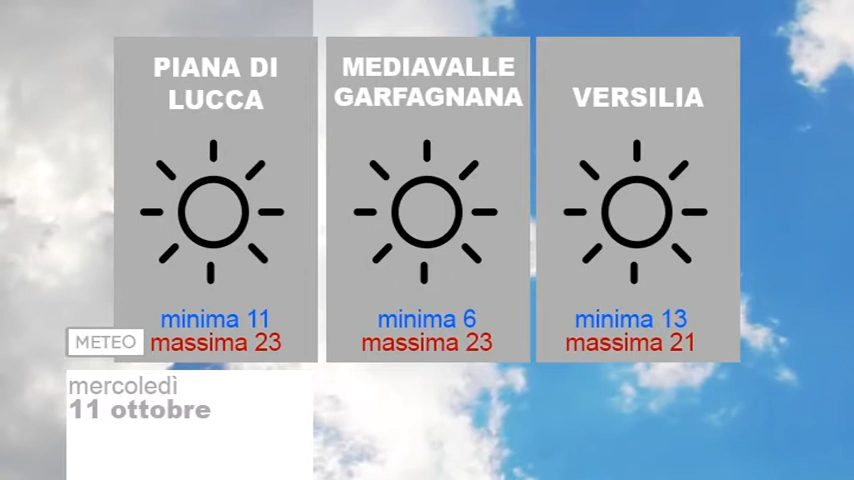 PIANA DI
LUCCA
minima 11
massima 23
MEDIAVALLE
GARFAGNANA
minima 6
massima 23
VERSILIA
minima 13
massima 21
METEO
mercoledì
11 ottobre